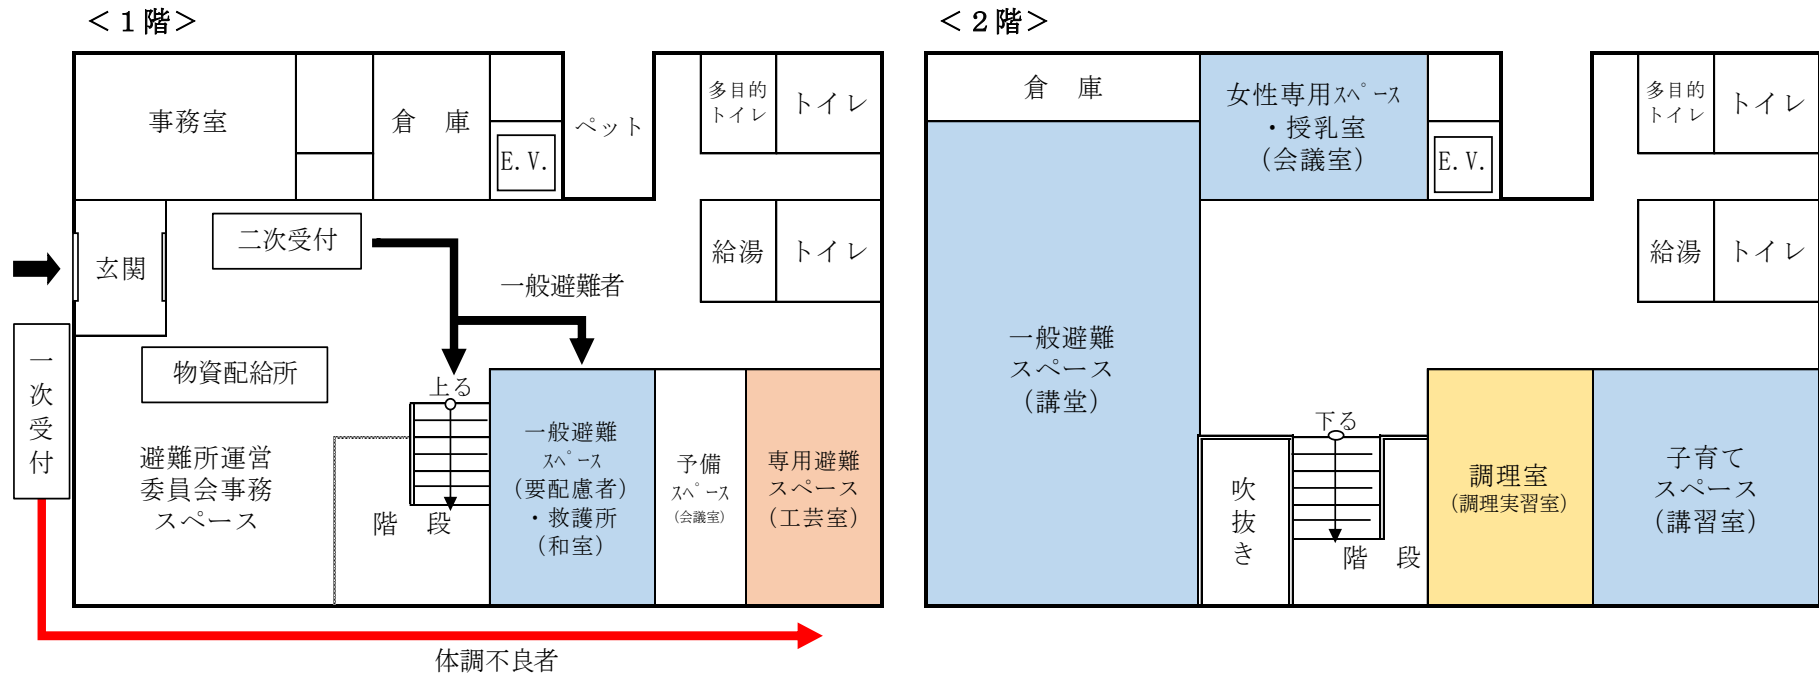 ＜１階＞
事務室
倉　庫
E.V.
ペット
多目的
トイレ
トイレ
玄関
二次受付
一般避難者
給湯
トイレ
一次受付
物資配給所
上る
避難所運営
委員会事務
スペース
階　段
一般避難
ｽﾍﾟｰｽ
（要配慮者）
・救護所
（和室）
予備
ｽﾍﾟｰｽ
（会議室）
専用避難
スペース
（工芸室）
体調不良者
＜２階＞
倉　庫
女性専用ｽﾍﾟｰｽ
・授乳室
（会議室）
E.V.
多目的
トイレ
トイレ
給湯
トイレ
一般避難
スペース
（講堂）
下る
吹抜き
階　段
調理室
（調理実習室）
子育て
スペース
（講習室）